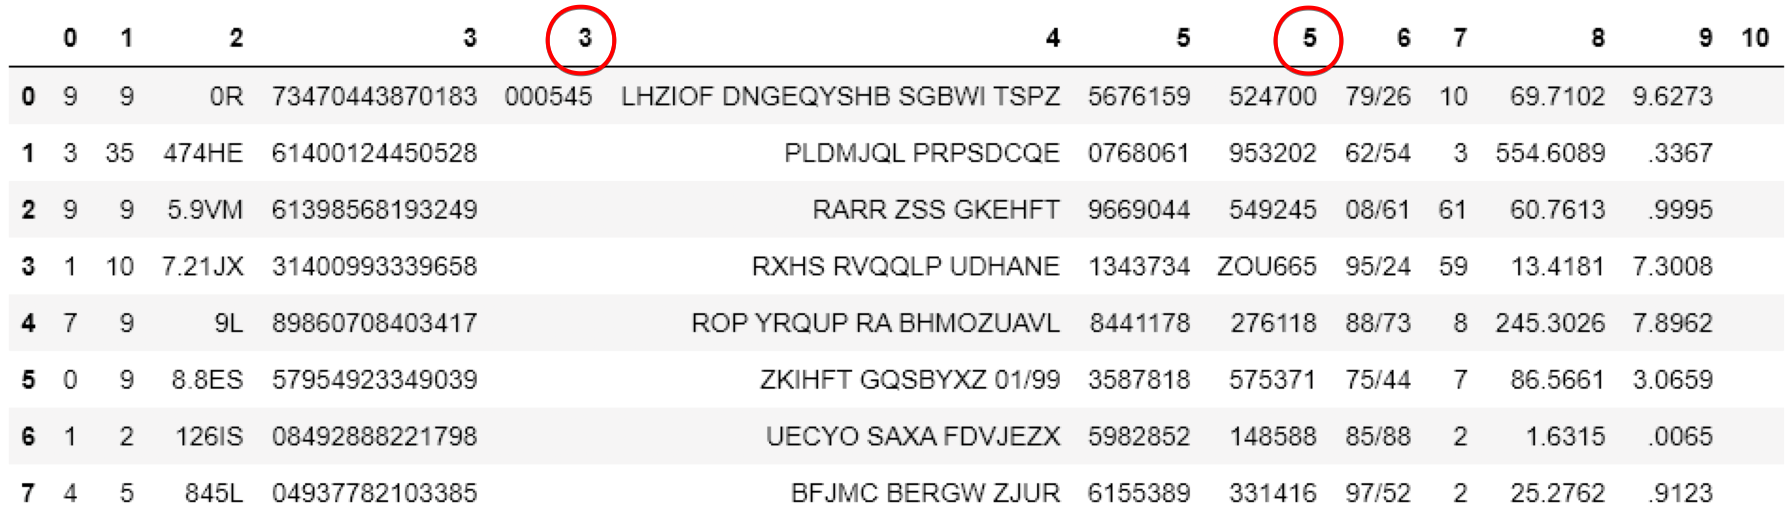 0 1 2 3 3 4 5 5 6 7 8 9 10
0 9 9 0R 73470443870183 000545 LHZIOF DNGEQYSHB SGBWI TSPZ 5676159 524700 79/26 10 69.7102 9.6273
1 3 35 474HE 61400124450528 PLDMJQL PRPSDCQE 0768061 953202 62/54 3 554.6089 .3367
2 9 9 5.9VM 61398568193249 RARR ZSS GKEHFT 9669044 549245 08/61 61 60.7613 .9995
3 1 10 7.21JX 31400993339658 RXHS RVQQLP UDHANE 1343734 ZOU665 95/24 59 13.4181 7.3008
4 7 9 9L 89860708403417 ROP YRQUP RA BHMOZUAVL 8441178 276118 88/73 8 245.3026 7.8962
5 0 9 8.8ES 57954923349039 ZKIHFT GQSBYXZ 01/99 3587818 575371 75/44 7 86.5661 3.0659
6 1 2 126IS 08492888221798 UECYO SAXA FDVJEZX 5982852 148588 85/88 2 1.6315 .0065
7 4 5 845L 04937782103385 BFJMC BERGW ZJUR 6155389 331416 97/52 2 25.2762 .9123